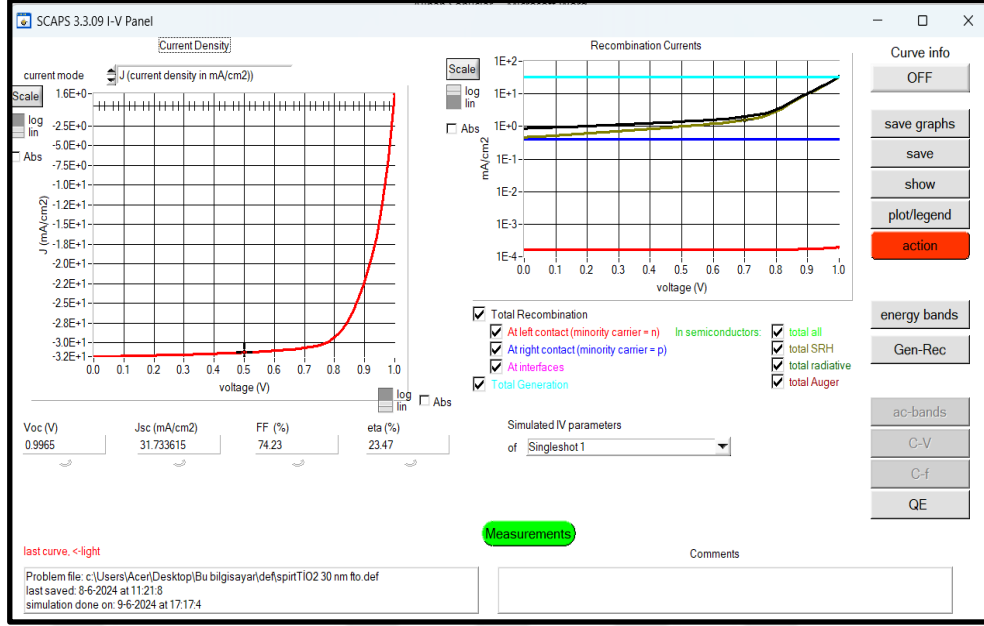 SCAPS 3.3.09 I-V Panel
Current Density
current mode
J (current density in mA/cm2))
Scale
log
lin
Abs
1.6E+0
-2.5E+0
-5.0E+0
-7.5E+0
-1.0E+1
-1.2E+1
-1.5E+1
-1.8E+1
-2.0E+1
-2.2E+1
-2.5E+1
-2.8E+1
-3.0E+1
-3.2E+1
J (mA/cm2)
0.0 0.1 0.2 0.3 0.4 0.5 0.6 0.7 0.8 0.9 1.0
voltage (V)
log
lin
Abs
Voc (V) Jsc (mA/cm2) FF (%) eta (%)
0.9965 31.733615 74.23 23.47
Recombination Currents
Scale
log
lin
Abs
1E+2
1E+1
1E+0
1E-1
1E-2
1E-3
1E-4
mA/cm2
0.0 0.1 0.2 0.3 0.4 0.5 0.6 0.7 0.8 0.9 1.0
voltage (V)
Total Recombination
At left contact (minority carrier = n) In semiconductors: total all
At right contact (minority carrier = p) total SRH
At interfaces total radiative
Total Generation total Auger
Simulated IV parameters
of Singleshot 1
Curve info
OFF
save graphs
save
show
plot/legend
action
energy bands
Gen-Rec
ac-bands
C-V
C-f
QE
Measurements
last curve, <-light
Problem file: c:\Users\Acer\Desktop\Bu bilgisayar\def\spirtTİO2 30 nm fto.def
last saved: 8-6-2024 at 11:21:8
simulation done on: 9-6-2024 at 17:17:4
Comments